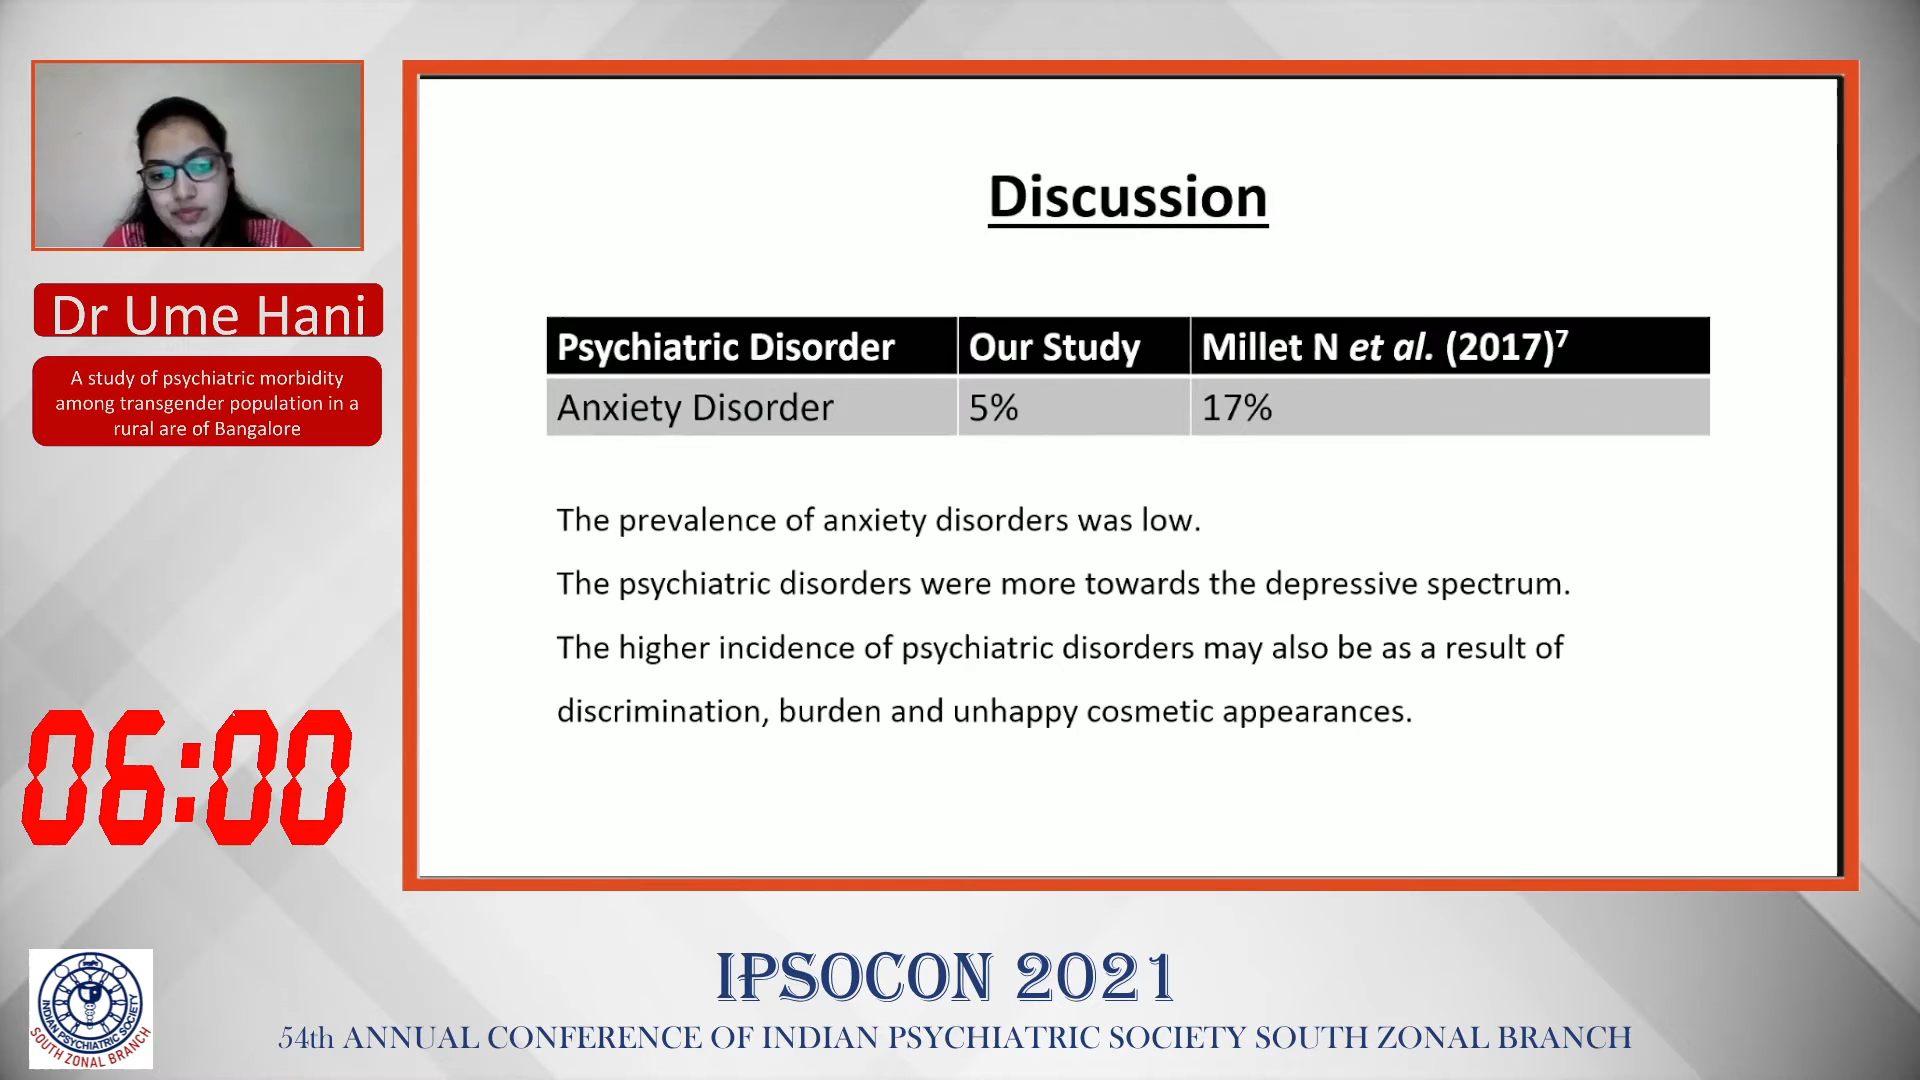 Dr Ume Hani
A study of psychiatric morbidity
among transgender population in a
rural are of Bangalore
06:00
Discussion
Psychiatric Disorder Our Study Millet N et al. (2017)⁷
Anxiety Disorder 5% 17%
The prevalence of anxiety disorders was low.
The psychiatric disorders were more towards the depressive spectrum.
The higher incidence of psychiatric disorders may also be as a result of
discrimination, burden and unhappy cosmetic appearances.
INDIAN PSYCHIATRIC SOCIETY
SOUTH ZONAL BRANCH
IPSOCON 2021
54th ANNUAL CONFERENCE OF INDIAN PSYCHIATRIC SOCIETY SOUTH ZONAL BRANCH